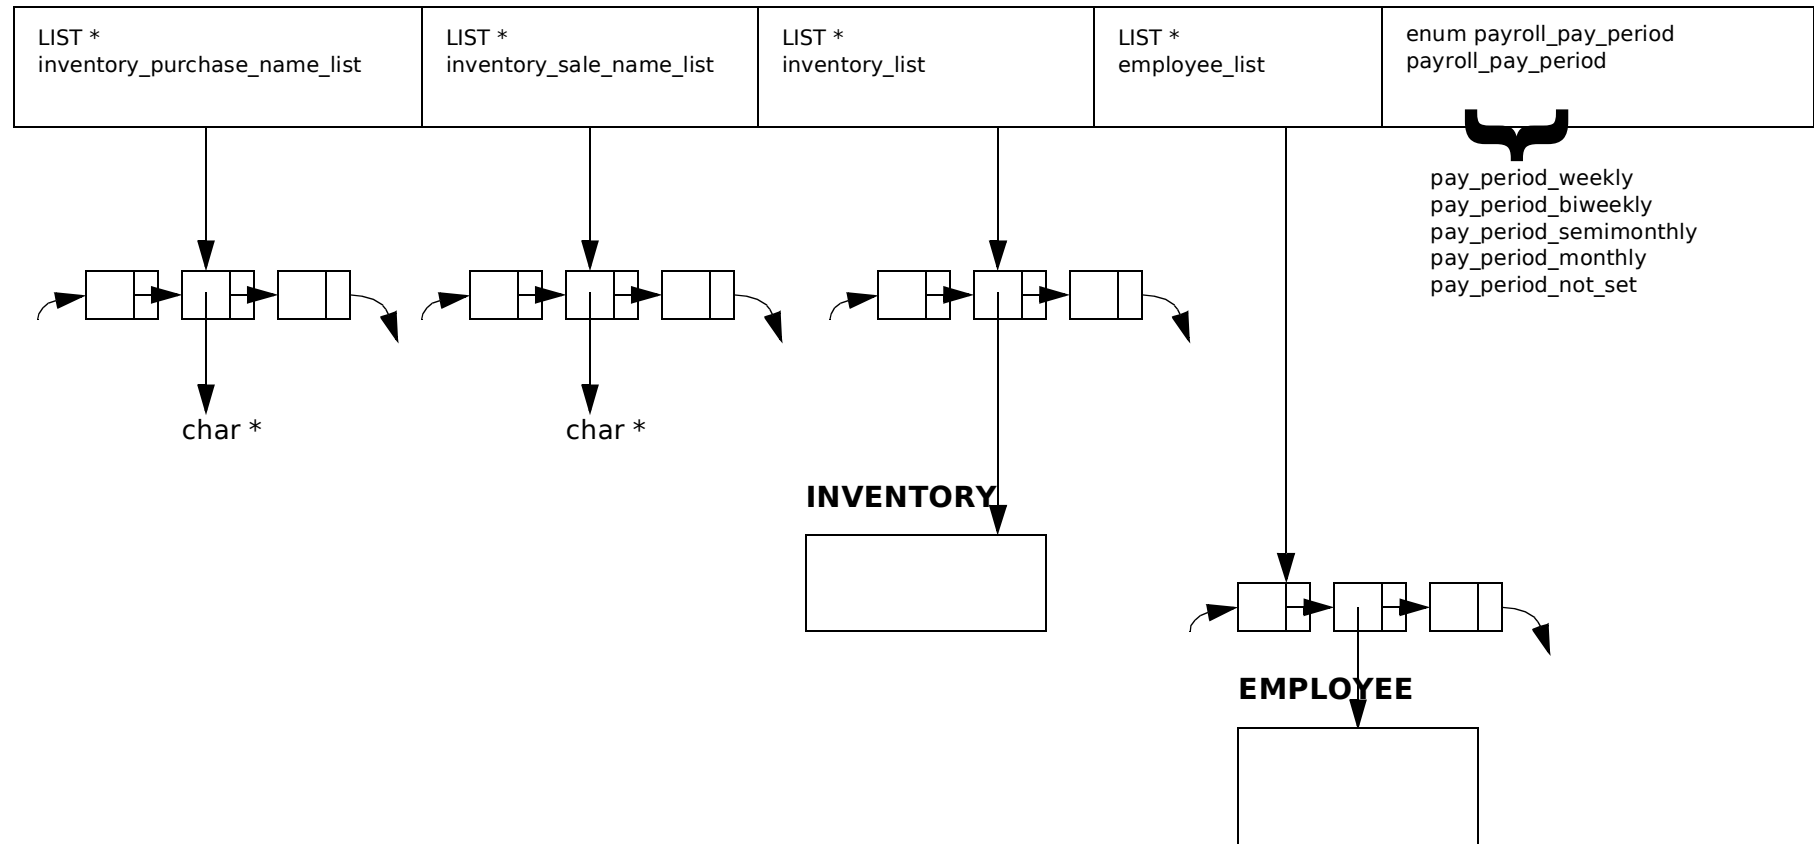 LIST *
inventory_purchase_name_list
LIST *
inventory_sale_name_list
LIST *
inventory_list
LIST *
employee_list
enum payroll_pay_period
payroll_pay_period
pay_period_weekly
pay_period_biweekly
pay_period_semimonthly
pay_period_monthly
pay_period_not_set
char *
char *
INVENTORY
EMPLOYEE